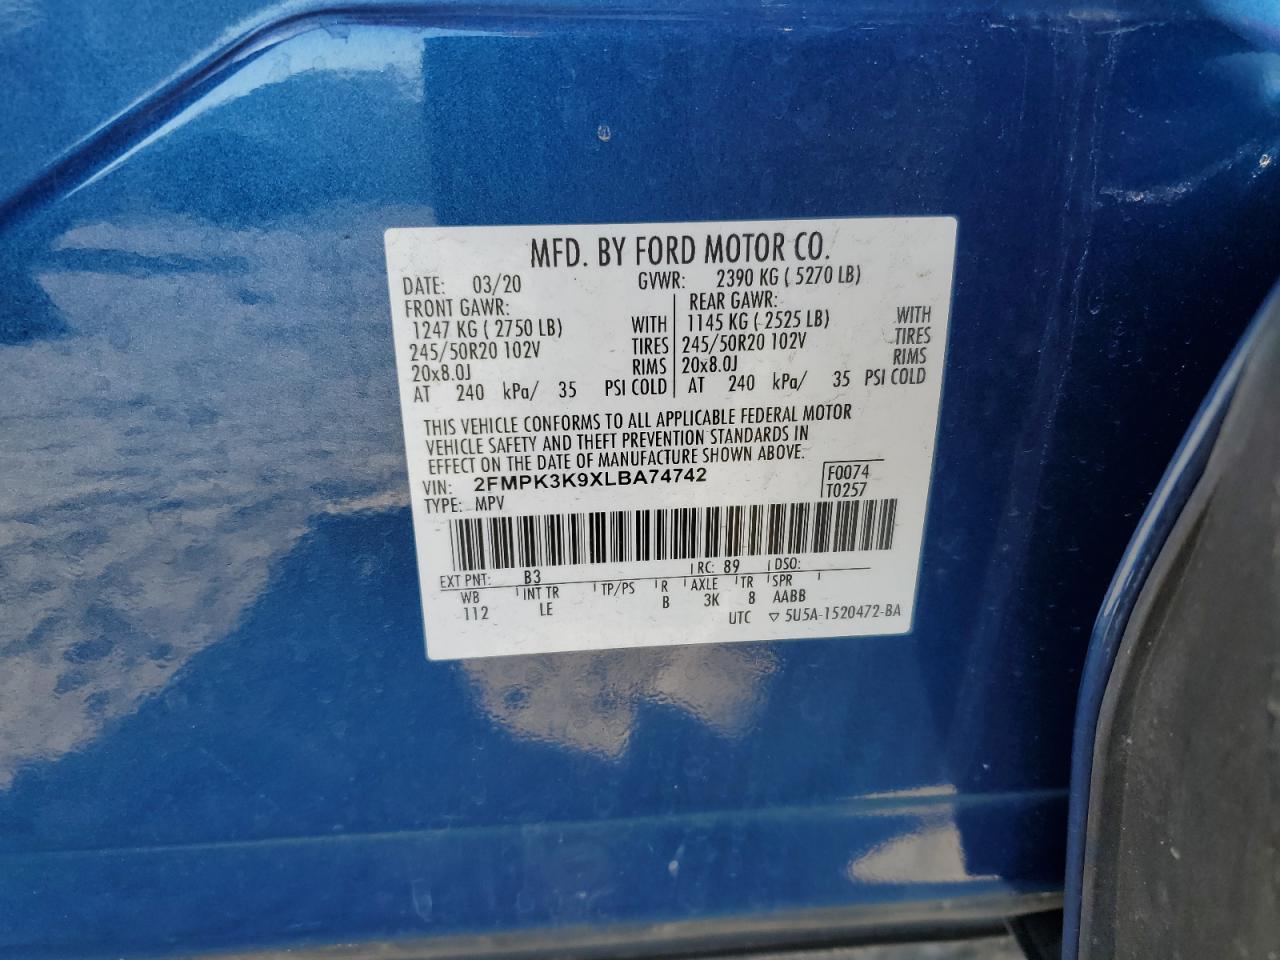 MFD. BY FORD MOTOR CO.
DATE: 03/20 GVWR: 2390 KG ( 5270 LB)
FRONT GAWR: REAR GAWR:
1247 KG ( 2750 LB) WITH 1145 KG ( 2525 LB) WITH
245/50R20 102V TIRES 245/50R20 102V TIRES
20x8.0J RIMS 20x8.0J RIMS
AT 240 kPa/ 35 PSI COLD AT 240 kPa/ 35 PSI COLD
THIS VEHICLE CONFORMS TO ALL APPLICABLE FEDERAL MOTOR
VEHICLE SAFETY AND THEFT PREVENTION STANDARDS IN
EFFECT ON THE DATE OF MANUFACTURE SHOWN ABOVE.
VIN: 2FMPK3K9XLBA74742 F0074
TYPE: MPV T0257
EXT PNT: B3 RC: 89 DSO:
WB INT TR TP/PS R AXLE TR SPR
112 LE B 3K 8 AABB
UTC ▽ 5U5A-1520472-BA